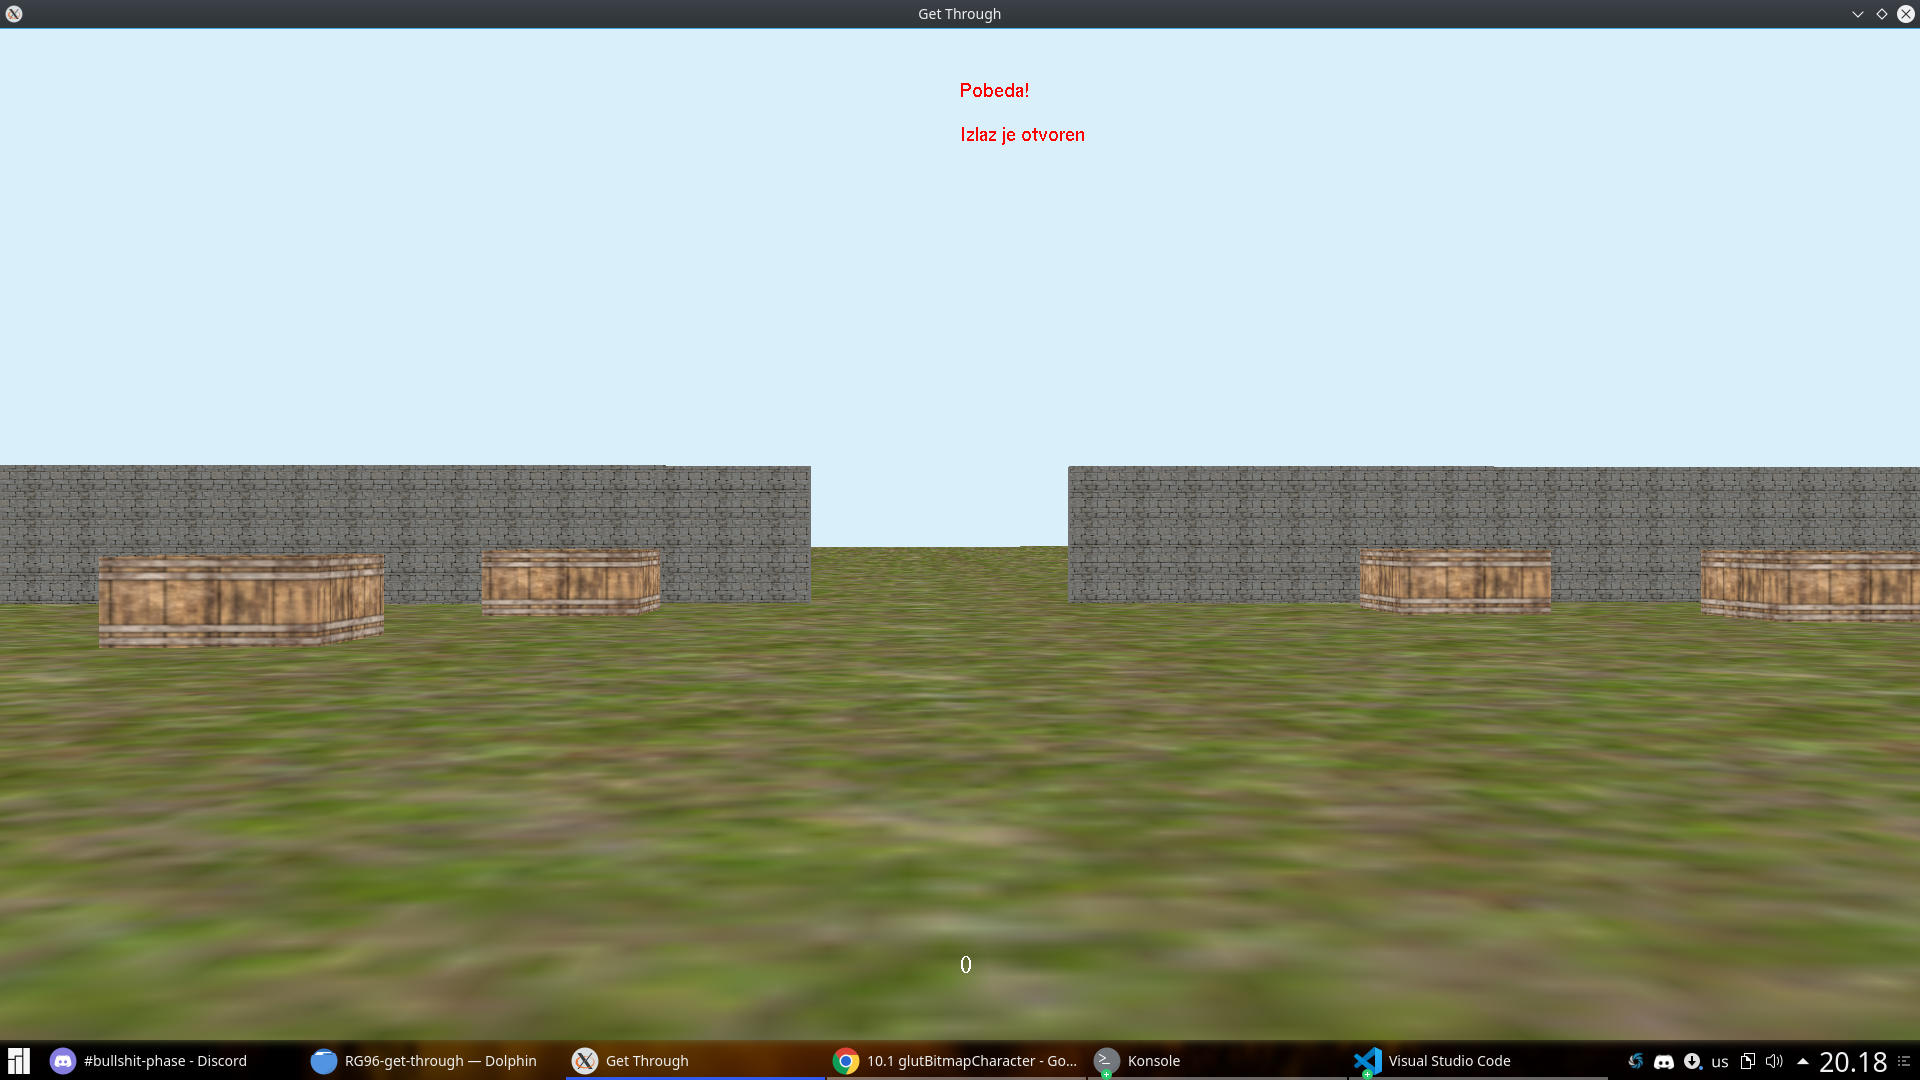 Get Through
Pobeda!
Izlaz je otvoren
0
#bullshit-phase - Discord
RG96-get-through — Dolphin
Get Through
10.1 glutBitmapCharacter - Go...
Konsole
Visual Studio Code
us
20.18